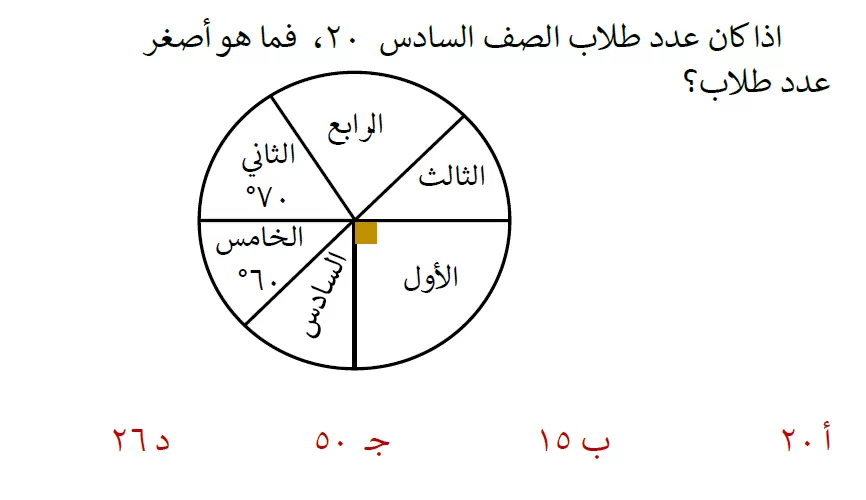 اذا كان عدد طلاب الصف السادس ٢٠، فما هو أصغر
عدد طلاب؟
الرابع
الثالث
الثاني
٧٠°
الخامس
٦٠°
السادس
الأول
أ ٢٠ ب ١٥ جـ ٥٠ د ٢٦